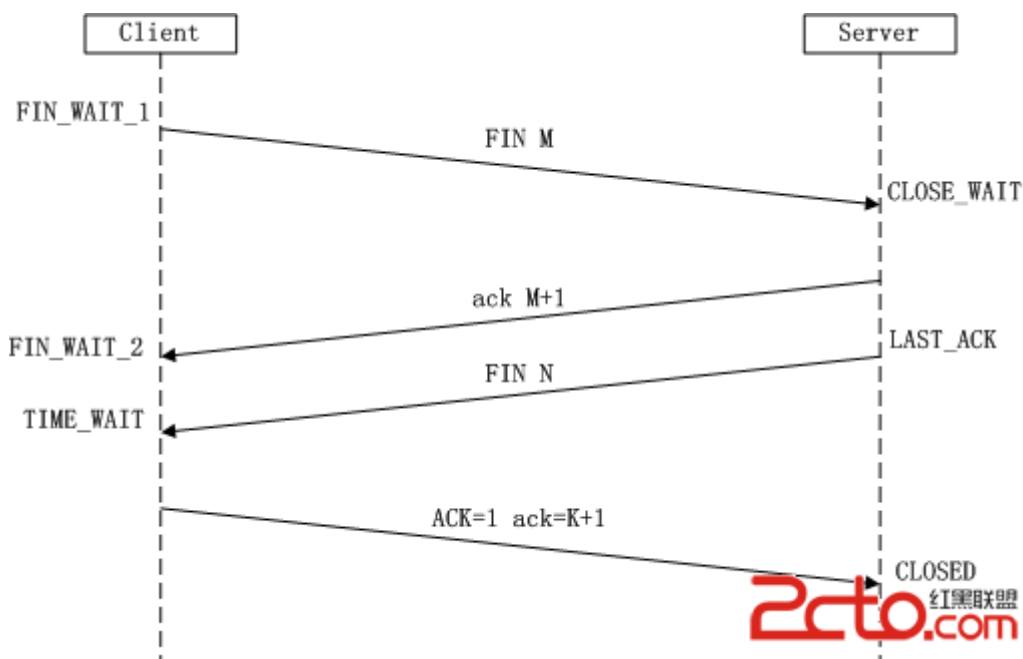 Client
Server
FIN_WAIT_1
FIN M
CLOSE_WAIT
ack M+1
FIN_WAIT_2
LAST_ACK
FIN N
TIME_WAIT
ACK=1 ack=K+1
CLOSED
2cto.com
红黑联盟